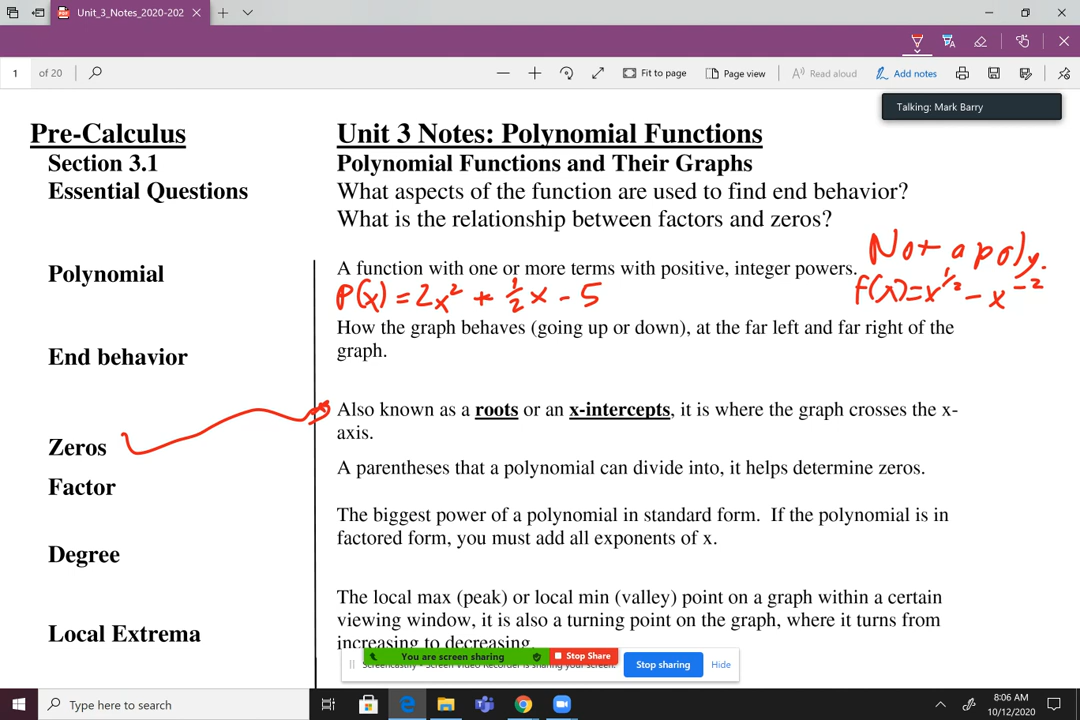 Unit_3_Notes_2020-202
1 of 20
Fit to page
Page view
Read aloud
Add notes
Talking: Mark Barry
Pre-Calculus
Unit 3 Notes: Polynomial Functions
Section 3.1
Polynomial Functions and Their Graphs
Essential Questions
What aspects of the function are used to find end behavior?
What is the relationship between factors and zeros?
Not a poly.
Polynomial
A function with one or more terms with positive, integer powers.
P(x) = 2x² + ½x - 5
f(x) = x^1/2 - x^-2
How the graph behaves (going up or down), at the far left and far right of the
graph.
End behavior
Also known as a roots or an x-intercepts, it is where the graph crosses the x-
axis.
Zeros
A parentheses that a polynomial can divide into, it helps determine zeros.
Factor
The biggest power of a polynomial in standard form. If the polynomial is in
factored form, you must add all exponents of x.
Degree
The local max (peak) or local min (valley) point on a graph within a certain
viewing window, it is also a turning point on the graph, where it turns from
increasing to decreasing.
Local Extrema
You are screen sharing
Stop Share
Screencastify - Screen Video Recorder is sharing your screen.
Stop sharing
Hide
Type here to search
8:06 AM
10/12/2020